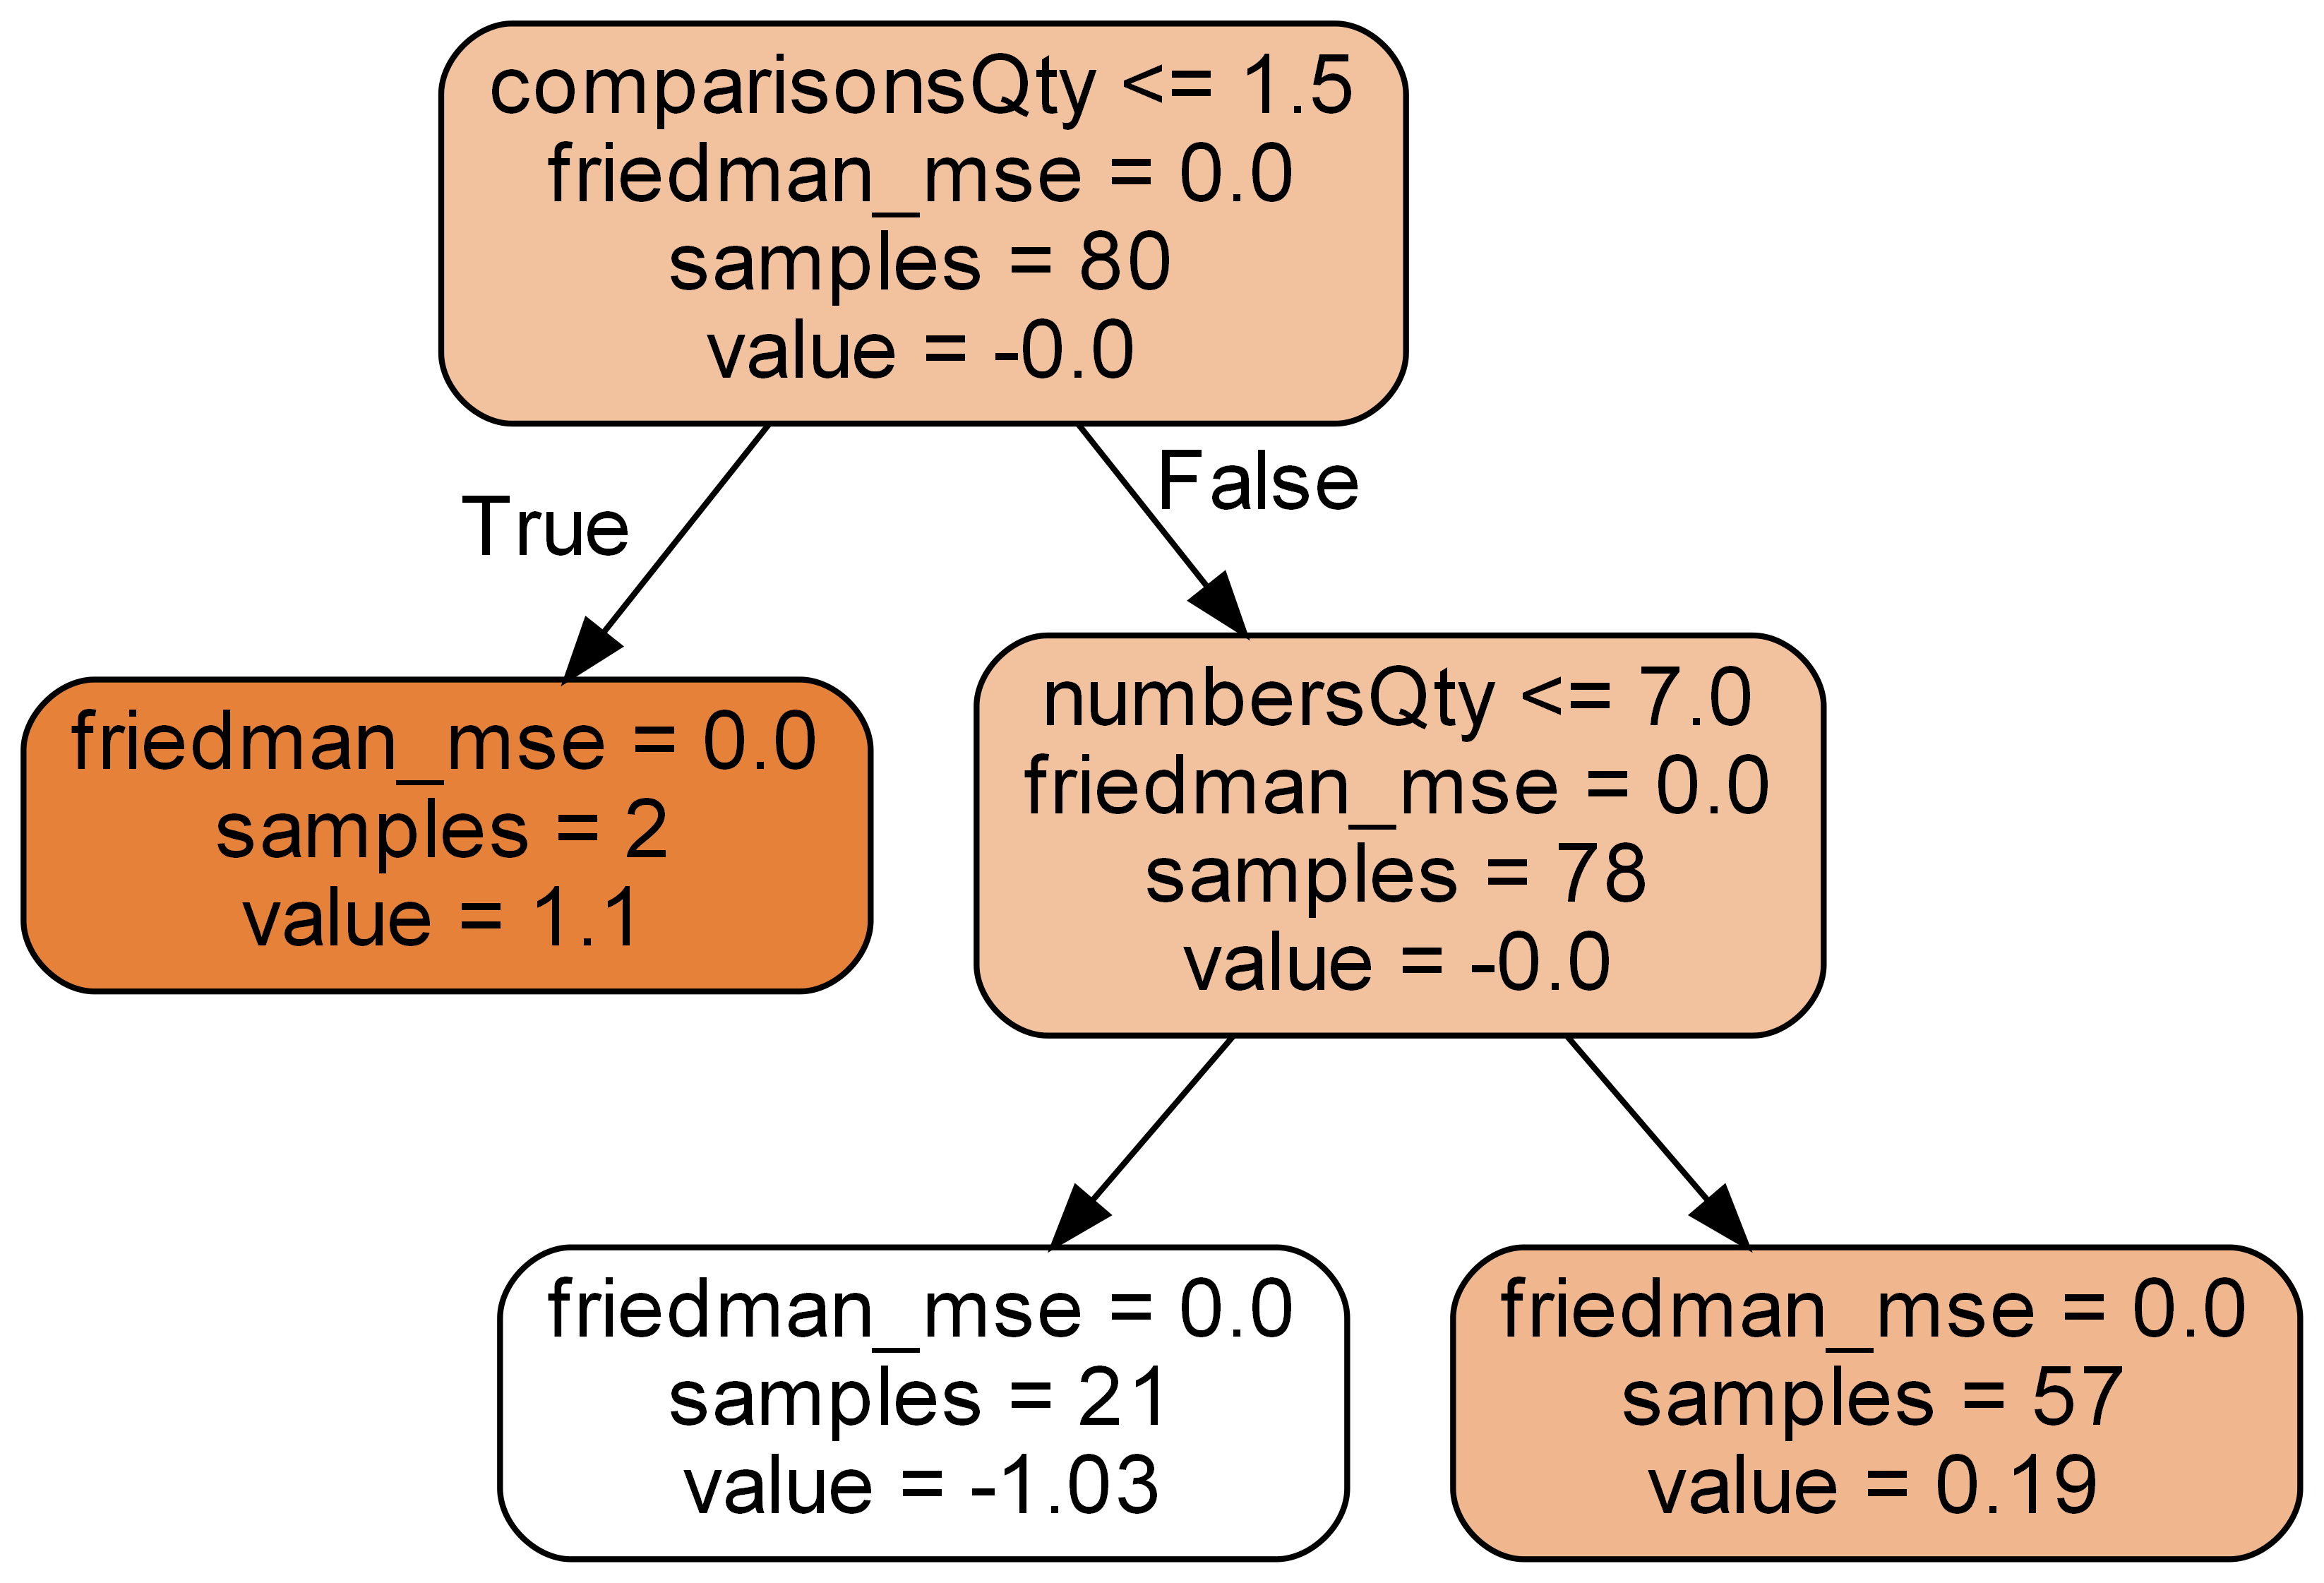 comparisonsQty <= 1.5
friedman_mse = 0.0
samples = 80
value = -0.0
True
False
friedman_mse = 0.0
samples = 2
value = 1.1
numbersQty <= 7.0
friedman_mse = 0.0
samples = 78
value = -0.0
friedman_mse = 0.0
samples = 21
value = -1.03
friedman_mse = 0.0
samples = 57
value = 0.19